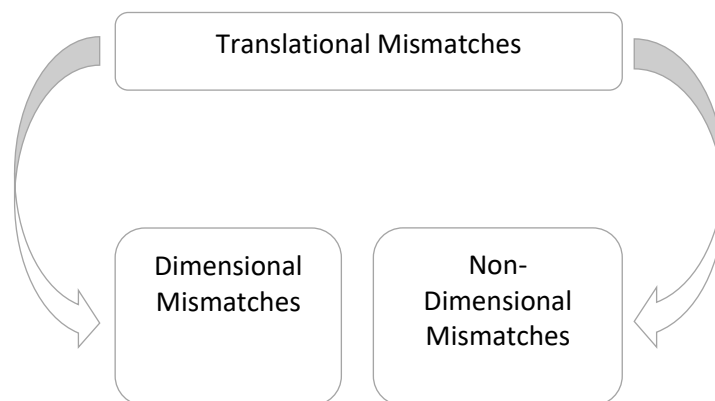 Translational Mismatches
Dimensional
Mismatches
Non-
Dimensional
Mismatches